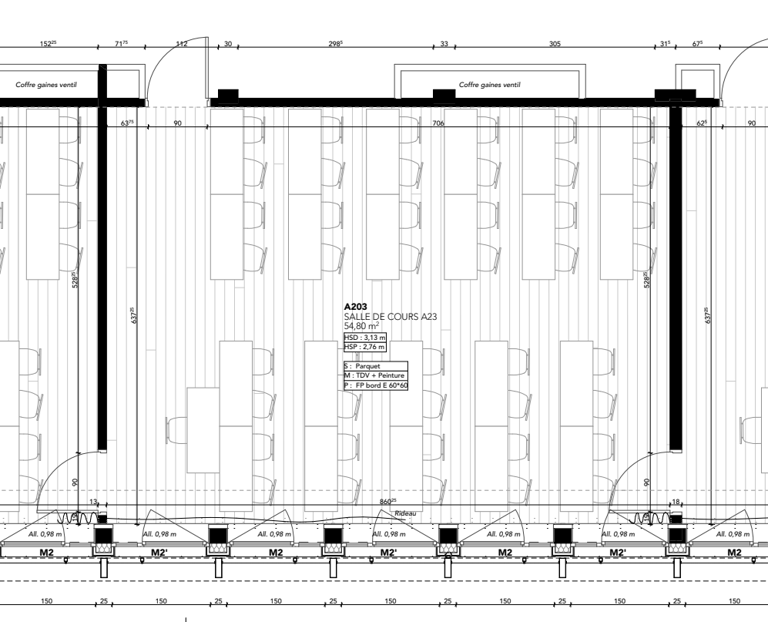 152²⁵ 71⁷⁵ 112 30 298⁵ 33 305 31⁵ 67⁵
Coffre gaines ventil Coffre gaines ventil
63⁷⁵ 90 706 62⁵ 90
528²⁵ 528²⁵
637²⁵ 637²⁵
A203
SALLE DE COURS A23
54,80 m²
HSD : 3,13 m
HSP : 2,76 m
S : Parquet
M : TDV + Peinture
P : FP bord E 60*60
90 90
13 860²⁵ 18
Rideau
All. 0,98 m All. 0,98 m All. 0,98 m All. 0,98 m All. 0,98 m All. 0,98 m All. 0,98 m
M2 M2' M2 M2' M2 M2' M2
150 25 150 25 150 25 150 25 150 25 150 25 150